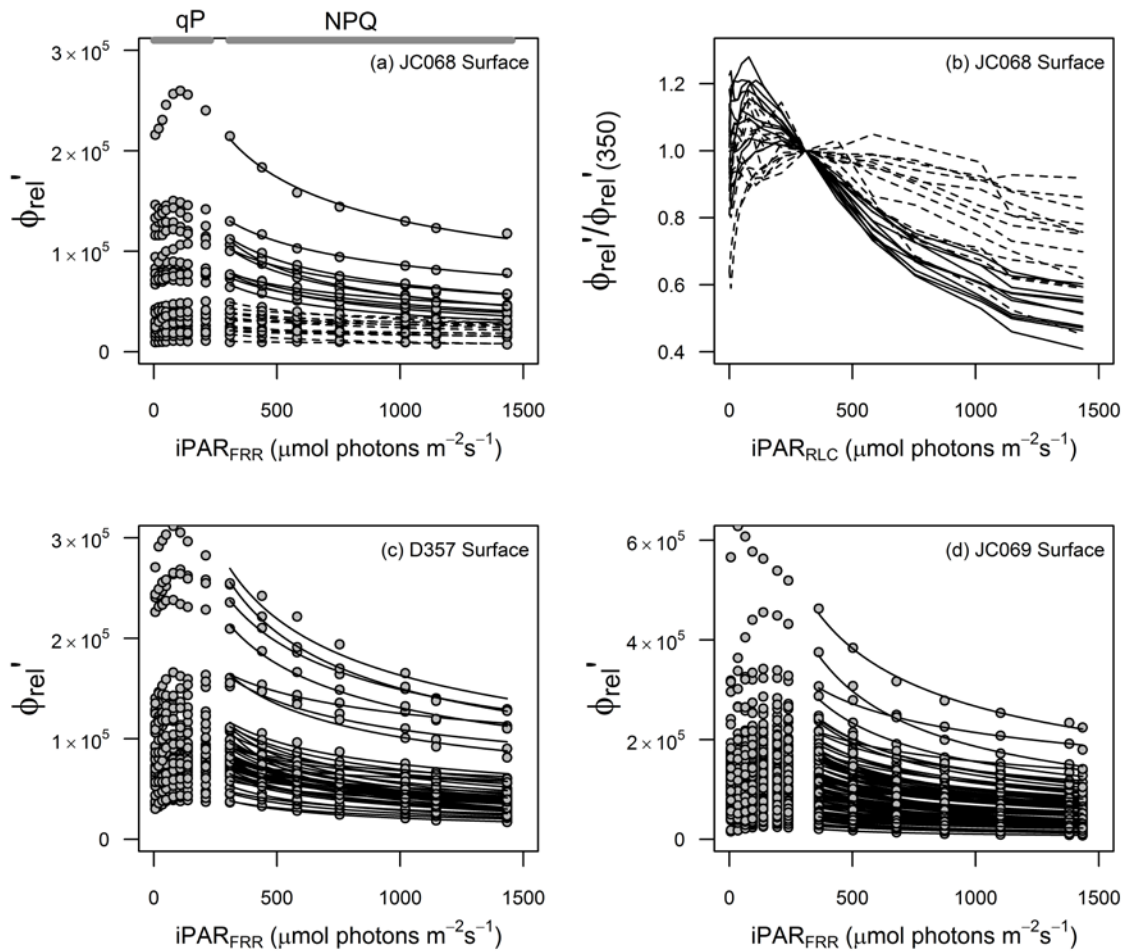 qP NPQ
(a) JC068 Surface
3 × 10⁵
2 × 10⁵
1 × 10⁵
0
ϕrel'
0 500 1000 1500
iPARFRR (μmol photons m⁻²s⁻¹)
(b) JC068 Surface
1.2
1.0
0.8
0.6
0.4
ϕrel'/ϕrel' (350)
0 500 1000 1500
iPARRLC (μmol photons m⁻²s⁻¹)
(c) D357 Surface
3 × 10⁵
2 × 10⁵
1 × 10⁵
0
ϕrel'
0 500 1000 1500
iPARFRR (μmol photons m⁻²s⁻¹)
(d) JC069 Surface
6 × 10⁵
4 × 10⁵
2 × 10⁵
0
ϕrel'
0 500 1000 1500
iPARFRR (μmol photons m⁻²s⁻¹)